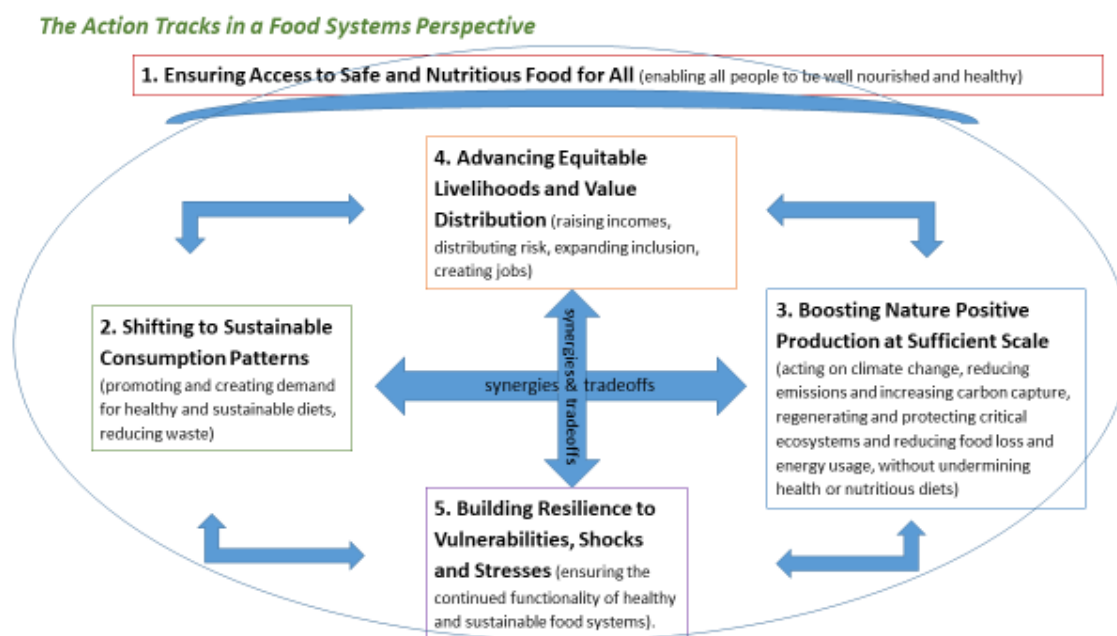 The Action Tracks in a Food Systems Perspective
1. Ensuring Access to Safe and Nutritious Food for All (enabling all people to be well nourished and healthy)
4. Advancing Equitable
Livelihoods and Value
Distribution (raising incomes,
distributing risk, expanding inclusion,
creating jobs)
2. Shifting to Sustainable
Consumption Patterns
(promoting and creating demand
for healthy and sustainable diets,
reducing waste)
synergies & tradeoffs
synergies & tradeoffs
3. Boosting Nature Positive
Production at Sufficient Scale
(acting on climate change, reducing
emissions and increasing carbon capture,
regenerating and protecting critical
ecosystems and reducing food loss and
energy usage, without undermining
health or nutritious diets)
5. Building Resilience to
Vulnerabilities, Shocks
and Stresses (ensuring the
continued functionality of healthy
and sustainable food systems).